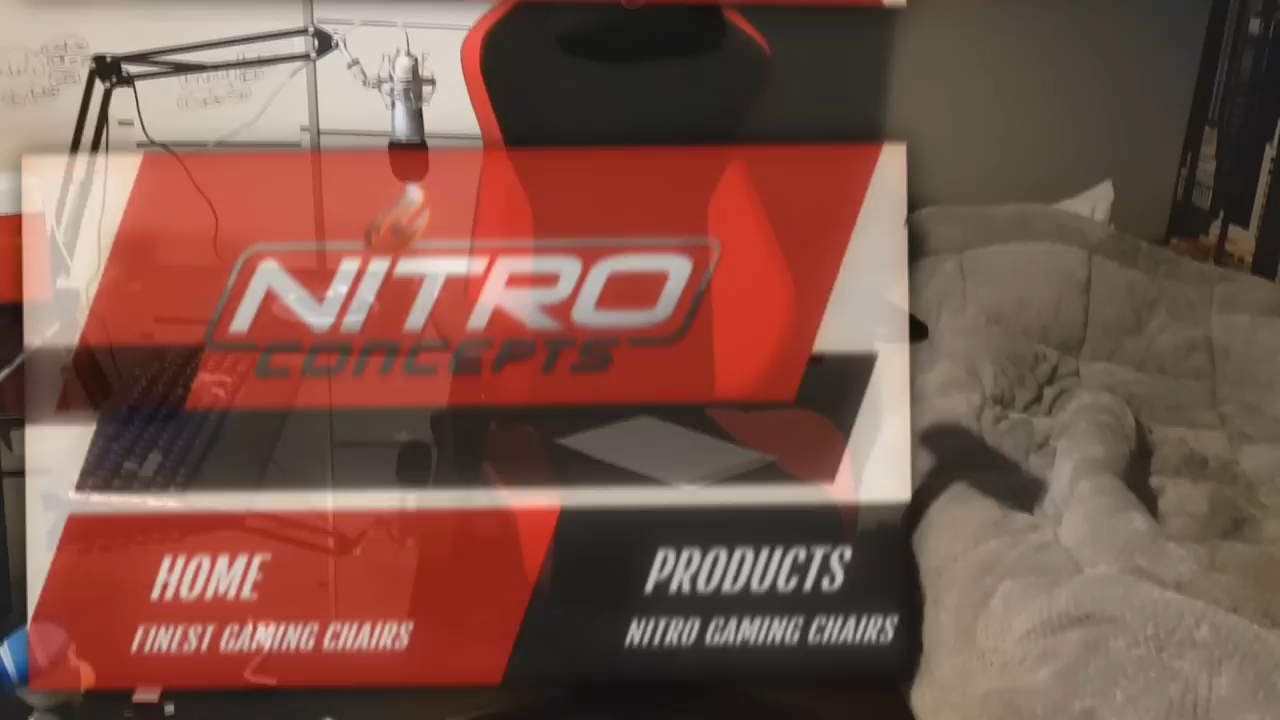 NITRO
CONCEPTS
HOME
PRODUCTS
FINEST GAMING CHAIRS
NITRO GAMING CHAIRS